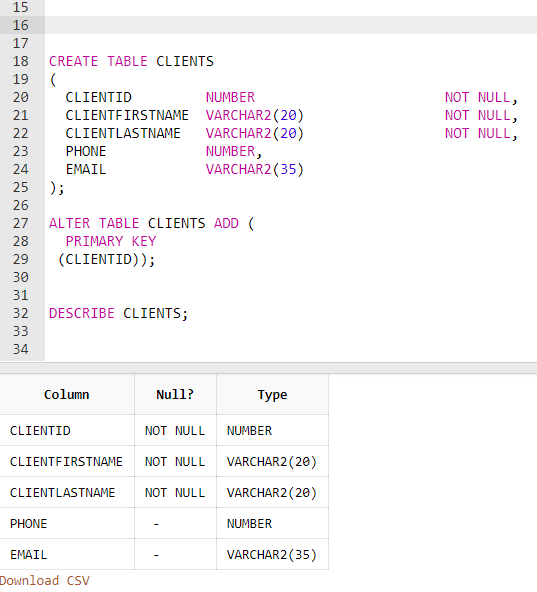 15
16
17
18 CREATE TABLE CLIENTS
19 (
20   CLIENTID         NUMBER                       NOT NULL,
21   CLIENTFIRSTNAME  VARCHAR2(20)                 NOT NULL,
22   CLIENTLASTNAME   VARCHAR2(20)                 NOT NULL,
23   PHONE            NUMBER,
24   EMAIL            VARCHAR2(35)
25 );
26
27 ALTER TABLE CLIENTS ADD (
28   PRIMARY KEY
29  (CLIENTID));
30
31
32 DESCRIBE CLIENTS;
33
34
Column Null? Type
CLIENTID NOT NULL NUMBER
CLIENTFIRSTNAME NOT NULL VARCHAR2(20)
CLIENTLASTNAME NOT NULL VARCHAR2(20)
PHONE - NUMBER
EMAIL - VARCHAR2(35)
Download CSV